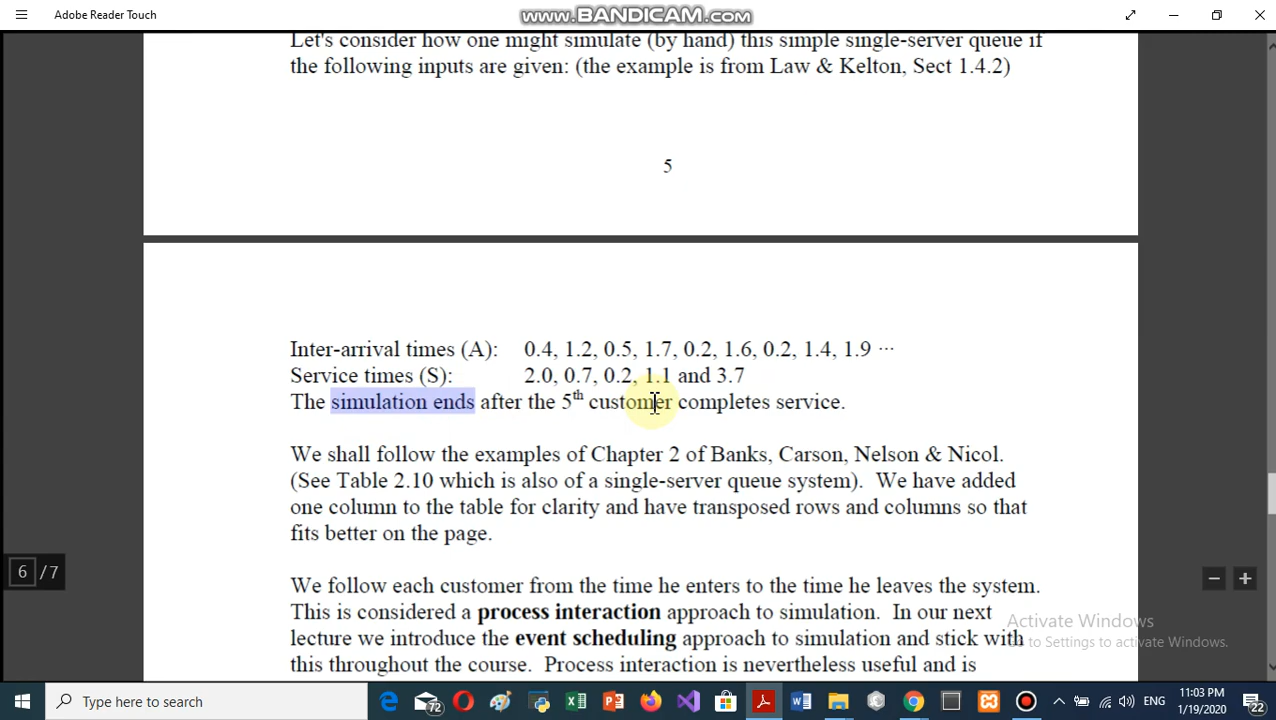 Adobe Reader Touch
www.BANDICAM.com
Let's consider how one might simulate (by hand) this simple single-server queue if
the following inputs are given: (the example is from Law & Kelton, Sect 1.4.2)
5
Inter-arrival times (A): 0.4, 1.2, 0.5, 1.7, 0.2, 1.6, 0.2, 1.4, 1.9 ···
Service times (S): 2.0, 0.7, 0.2, 1.1 and 3.7
The simulation ends after the 5th customer completes service.
We shall follow the examples of Chapter 2 of Banks, Carson, Nelson & Nicol.
(See Table 2.10 which is also of a single-server queue system). We have added
one column to the table for clarity and have transposed rows and columns so that
fits better on the page.
6 /7
We follow each customer from the time he enters to the time he leaves the system.
This is considered a process interaction approach to simulation. In our next
lecture we introduce the event scheduling approach to simulation and stick with
this throughout the course. Process interaction is nevertheless useful and is
Activate Windows
Go to Settings to activate Windows.
Type here to search
72
ENG
11:03 PM
1/19/2020
22